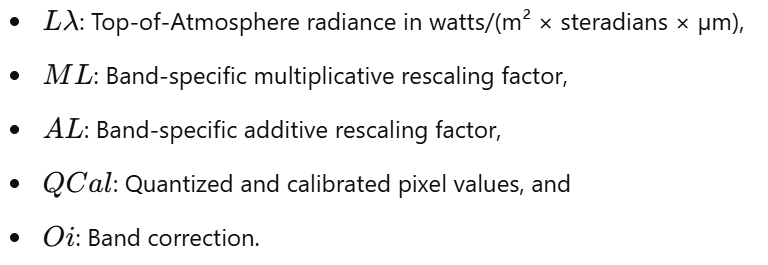 • Lλ: Top-of-Atmosphere radiance in watts/(m² × steradians × μm),
• ML: Band-specific multiplicative rescaling factor,
• AL: Band-specific additive rescaling factor,
• QCal: Quantized and calibrated pixel values, and
• Oi: Band correction.